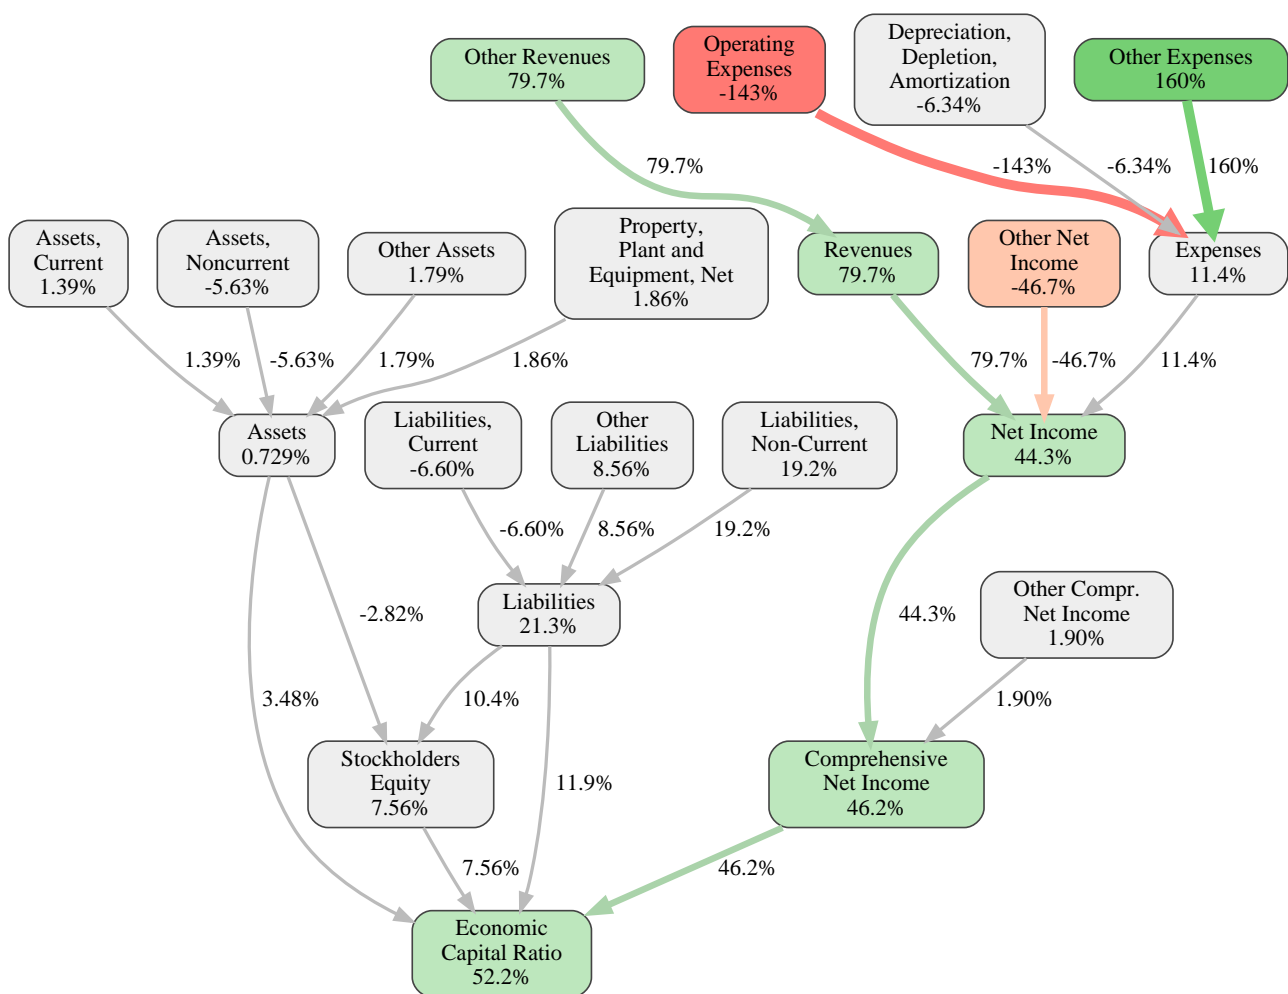 Other Revenues
79.7%
Operating
Expenses
-143%
Depreciation,
Depletion,
Amortization
-6.34%
Other Expenses
160%
79.7%
-143%
-6.34%
160%
Assets,
Current
1.39%
Assets,
Noncurrent
-5.63%
Other Assets
1.79%
Property,
Plant and
Equipment, Net
1.86%
Revenues
79.7%
Other Net
Income
-46.7%
Expenses
11.4%
1.39%
-5.63%
1.79%
1.86%
79.7%
-46.7%
11.4%
Assets
0.729%
Liabilities,
Current
-6.60%
Other
Liabilities
8.56%
Liabilities,
Non-Current
19.2%
Net Income
44.3%
-6.60%
8.56%
19.2%
Liabilities
21.3%
Other Compr.
Net Income
1.90%
-2.82%
44.3%
3.48%
10.4%
1.90%
Stockholders
Equity
7.56%
11.9%
Comprehensive
Net Income
46.2%
7.56%
46.2%
Economic
Capital Ratio
52.2%